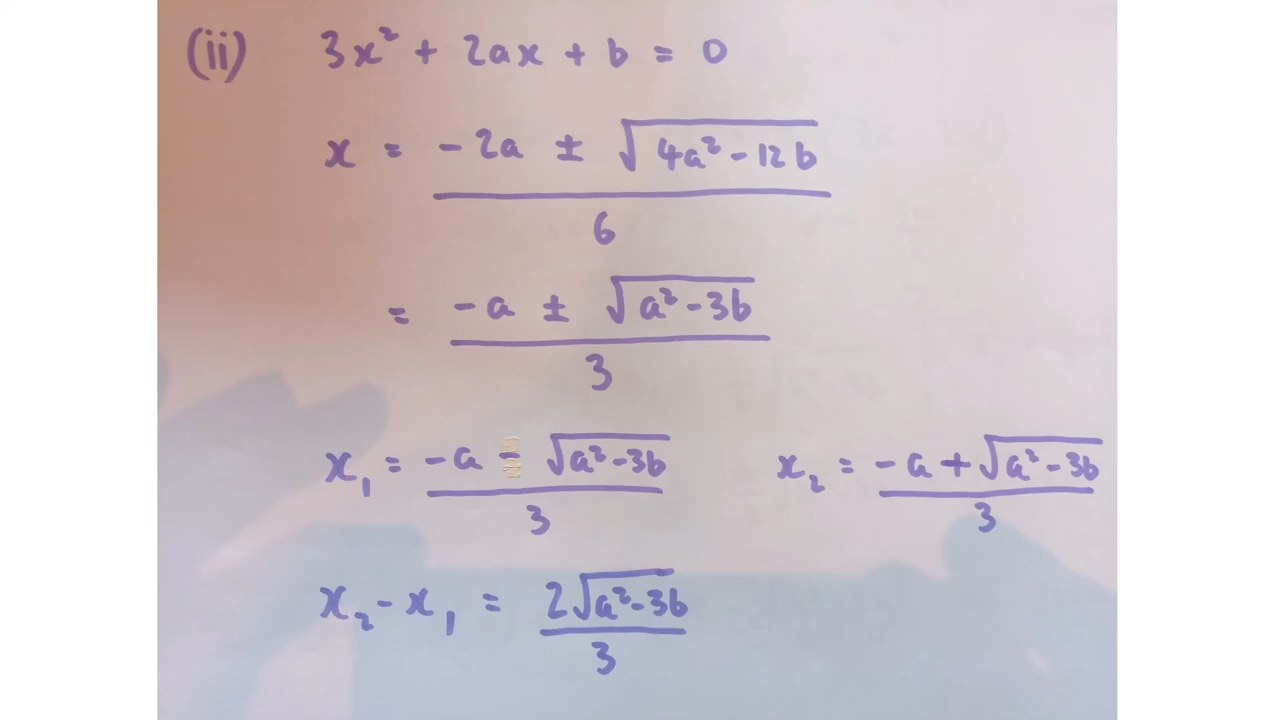 (ii) 3x² + 2ax + b = 0
x = (-2a ± √(4a² - 12b)) / 6
= (-a ± √(a² - 3b)) / 3
x₁ = (-a - √(a² - 3b)) / 3 x₂ = (-a + √(a² - 3b)) / 3
x₂ - x₁ = 2√(a² - 3b) / 3